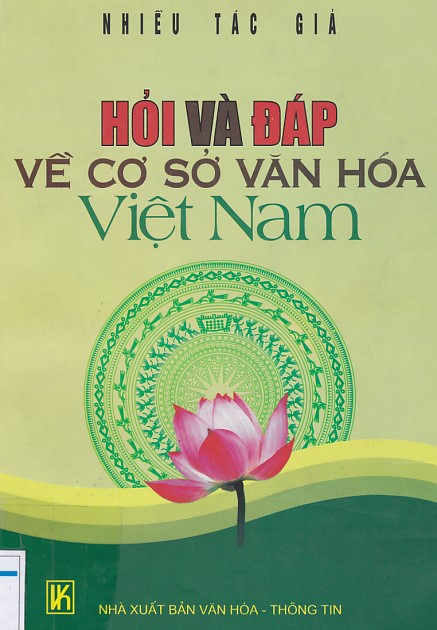 NHIỀU TÁC GIẢ
HỎI VÀ ĐÁP
VỀ CƠ SỞ VĂN HÓA
Việt Nam
VK
NHÀ XUẤT BẢN VĂN HÓA - THÔNG TIN